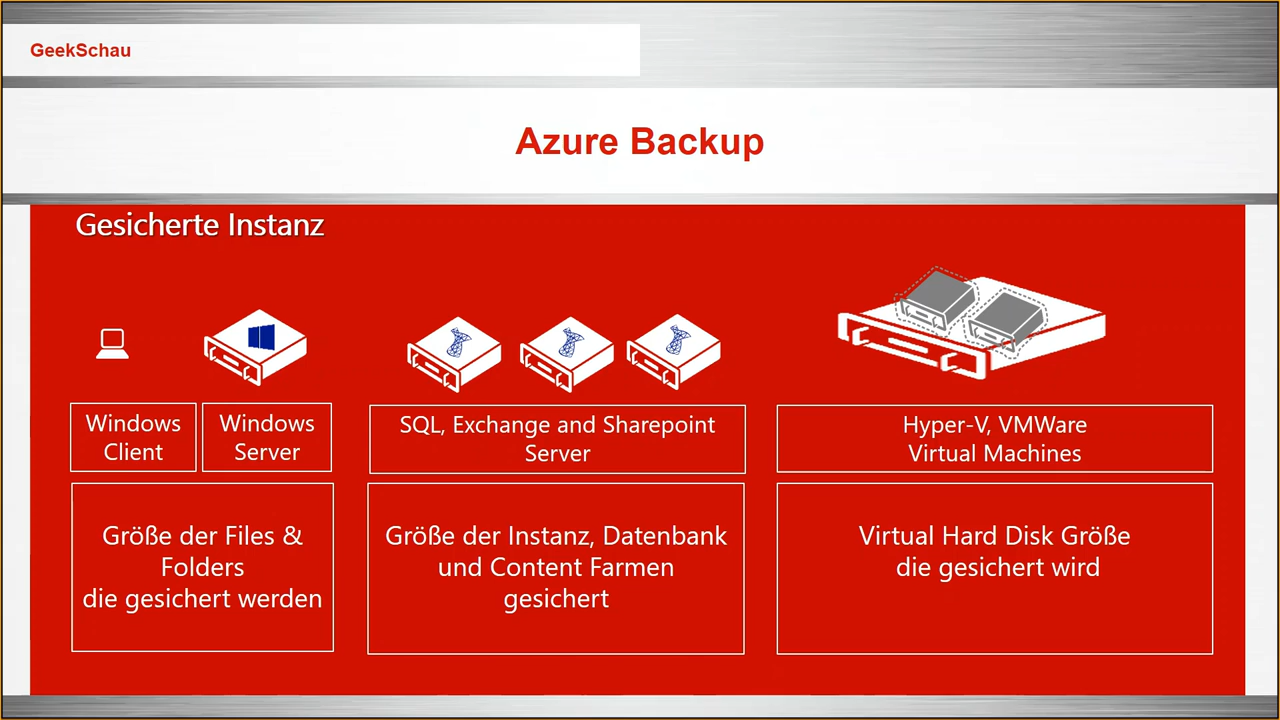 GeekSchau
Azure Backup
Gesicherte Instanz
Windows
Client
Windows
Server
SQL, Exchange and Sharepoint
Server
Hyper-V, VMWare
Virtual Machines
Größe der Files &
Folders
die gesichert werden
Größe der Instanz, Datenbank
und Content Farmen
gesichert
Virtual Hard Disk Größe
die gesichert wird